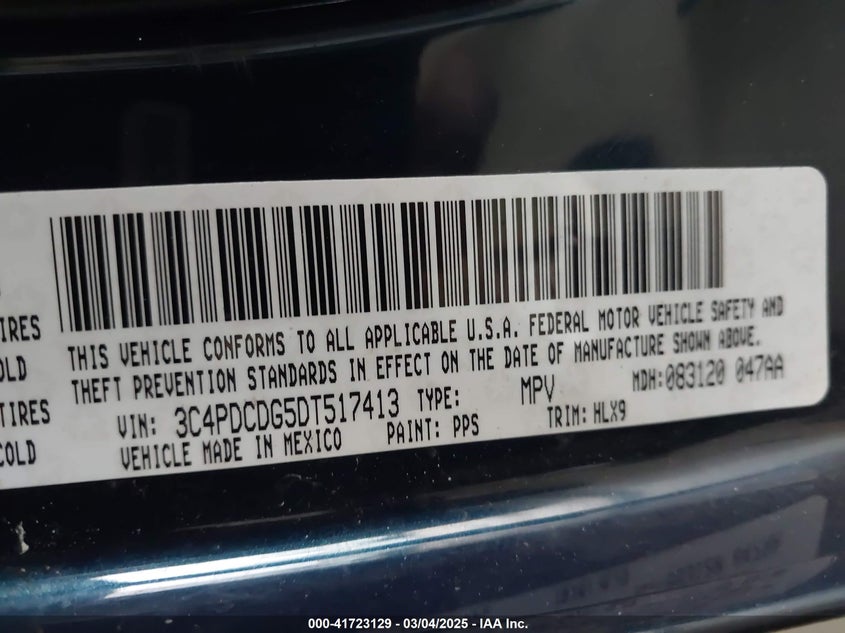 THIS VEHICLE CONFORMS TO ALL APPLICABLE U.S.A. FEDERAL MOTOR VEHICLE SAFETY AND
THEFT PREVENTION STANDARDS IN EFFECT ON THE DATE OF MANUFACTURE SHOWN ABOVE.
VIN: 3C4PDCDG5DT517413 TYPE: MPV MDH: 083120 047AA
VEHICLE MADE IN MEXICO PAINT: PPS TRIM: HLX9
TIRES
COLD
TIRES
COLD
000-41723129 - 03/04/2025 - IAA Inc.